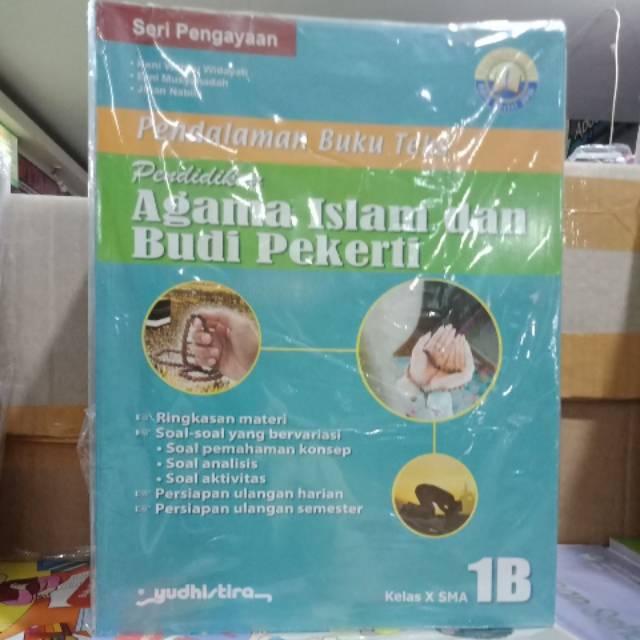 Seri Pengayaan
Pendalaman Buku Teks
Pendidikan
Agama Islam dan
Budi Pekerti
Ringkasan materi
Soal-soal yang bervariasi
• Soal pemahaman konsep
• Soal analisis
• Soal aktivitas
Persiapan ulangan harian
Persiapan ulangan semester
yudhistira
Kelas X SMA 1B